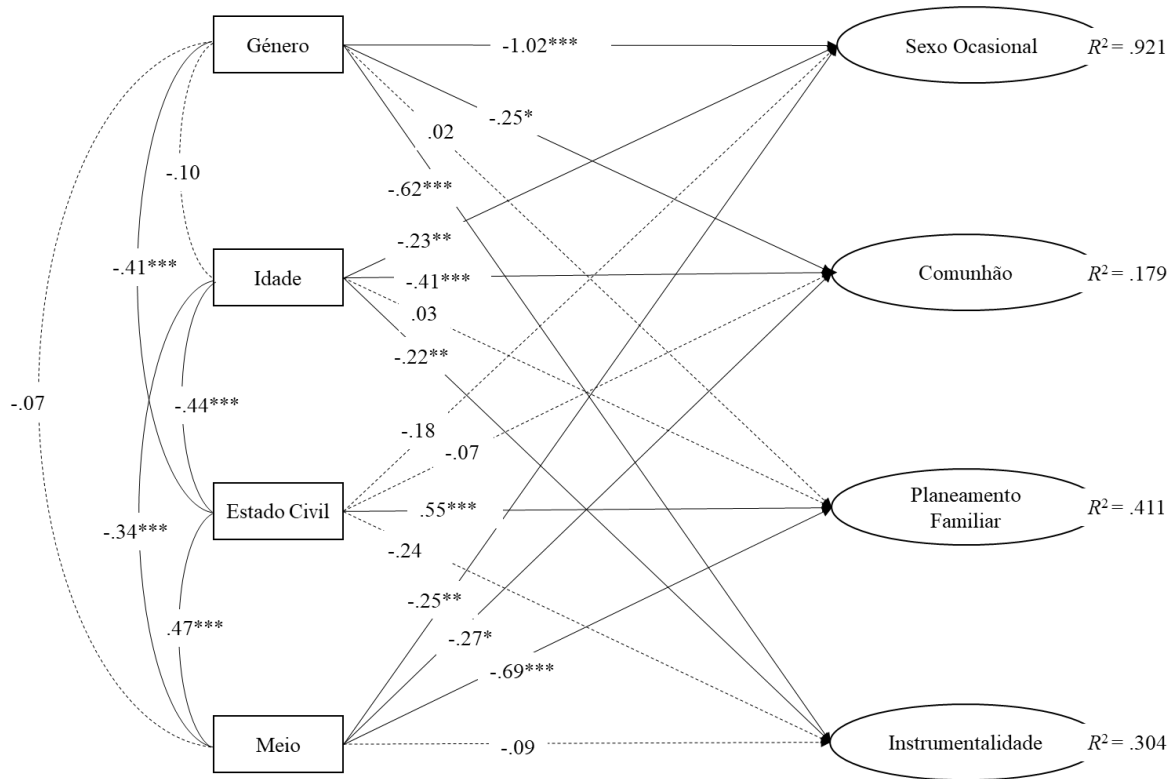 Género
-1.02***
Sexo Ocasional
R² = .921
-.25*
.02
-.10
-.62***
-.23**
-.41***
Idade
-.41***
Comunhão
R² = .179
.03
-.22**
-.07
-.44***
-.18
-.07
Estado Civil
.55***
Planeamento
Familiar
R² = .411
-.34***
-.24
-.25**
.47***
-.27*
-.69***
Meio
-.09
Instrumentalidade
R² = .304